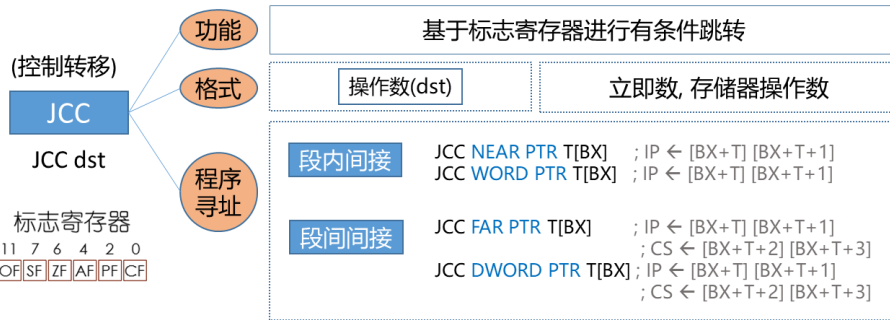 功能
基于标志寄存器进行有条件跳转
(控制转移)
JCC
JCC dst
格式
操作数(dst)
立即数, 存储器操作数
程序
寻址
段内间接
JCC NEAR PTR T[BX] ; IP ← [BX+T] [BX+T+1]
JCC WORD PTR T[BX] ; IP ← [BX+T] [BX+T+1]
段间间接
JCC FAR PTR T[BX] ; IP ← [BX+T] [BX+T+1]
; CS ← [BX+T+2] [BX+T+3]
JCC DWORD PTR T[BX] ; IP ← [BX+T] [BX+T+1]
; CS ← [BX+T+2] [BX+T+3]
标志寄存器
11 7 6 4 2 0
OF SF ZF AF PF CF